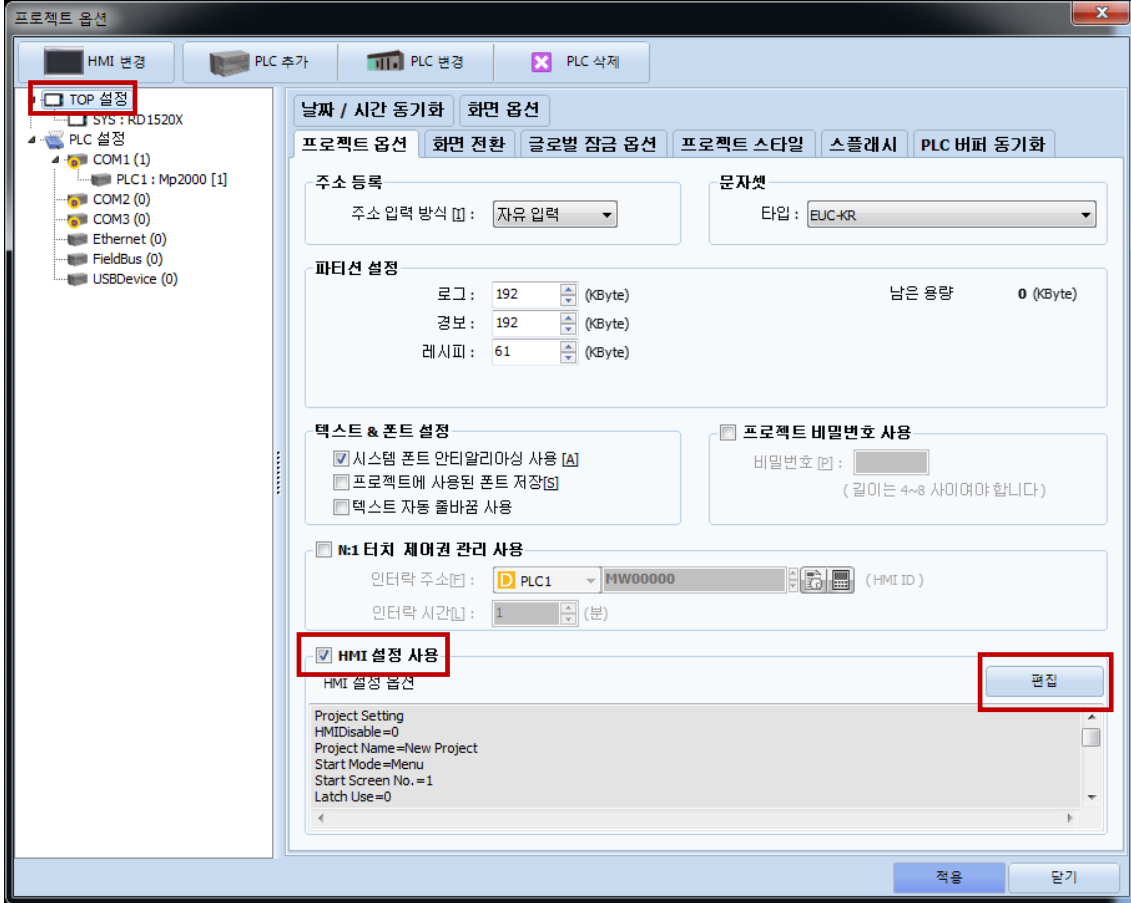 프로젝트 옵션
HMI 변경
PLC 추가
PLC 변경
PLC 삭제
TOP 설정
SYS : RD1520X
PLC 설정
COM1 (1)
PLC1 : Mp2000 [1]
COM2 (0)
COM3 (0)
Ethernet (0)
FieldBus (0)
USBDevice (0)
날짜 / 시간 동기화
화면 옵션
프로젝트 옵션
화면 전환
글로벌 잠금 옵션
프로젝트 스타일
스플래시
PLC 버퍼 동기화
주소 등록
주소 입력 방식 [I] : 자유 입력
문자셋
타입 : EUC-KR
파티션 설정
로그 : 192 (KByte)
남은 용량 0 (KByte)
경보 : 192 (KByte)
레시피 : 61 (KByte)
텍스트 & 폰트 설정
시스템 폰트 안티알리아싱 사용 [A]
프로젝트에 사용된 폰트 저장[S]
텍스트 자동 줄바꿈 사용
프로젝트 비밀번호 사용
비밀번호 [P] :
( 길이는 4~8 사이여야 합니다 )
N:1 터치 제어권 관리 사용
인터락 주소[F] : D PLC1 MW00000 ( HMI ID )
인터락 시간[L] : 1 (분)
HMI 설정 사용
HMI 설정 옵션
편집
Project Setting
HMIDisable=0
Project Name=New Project
Start Mode=Menu
Start Screen No.=1
Latch Use=0
적용
닫기